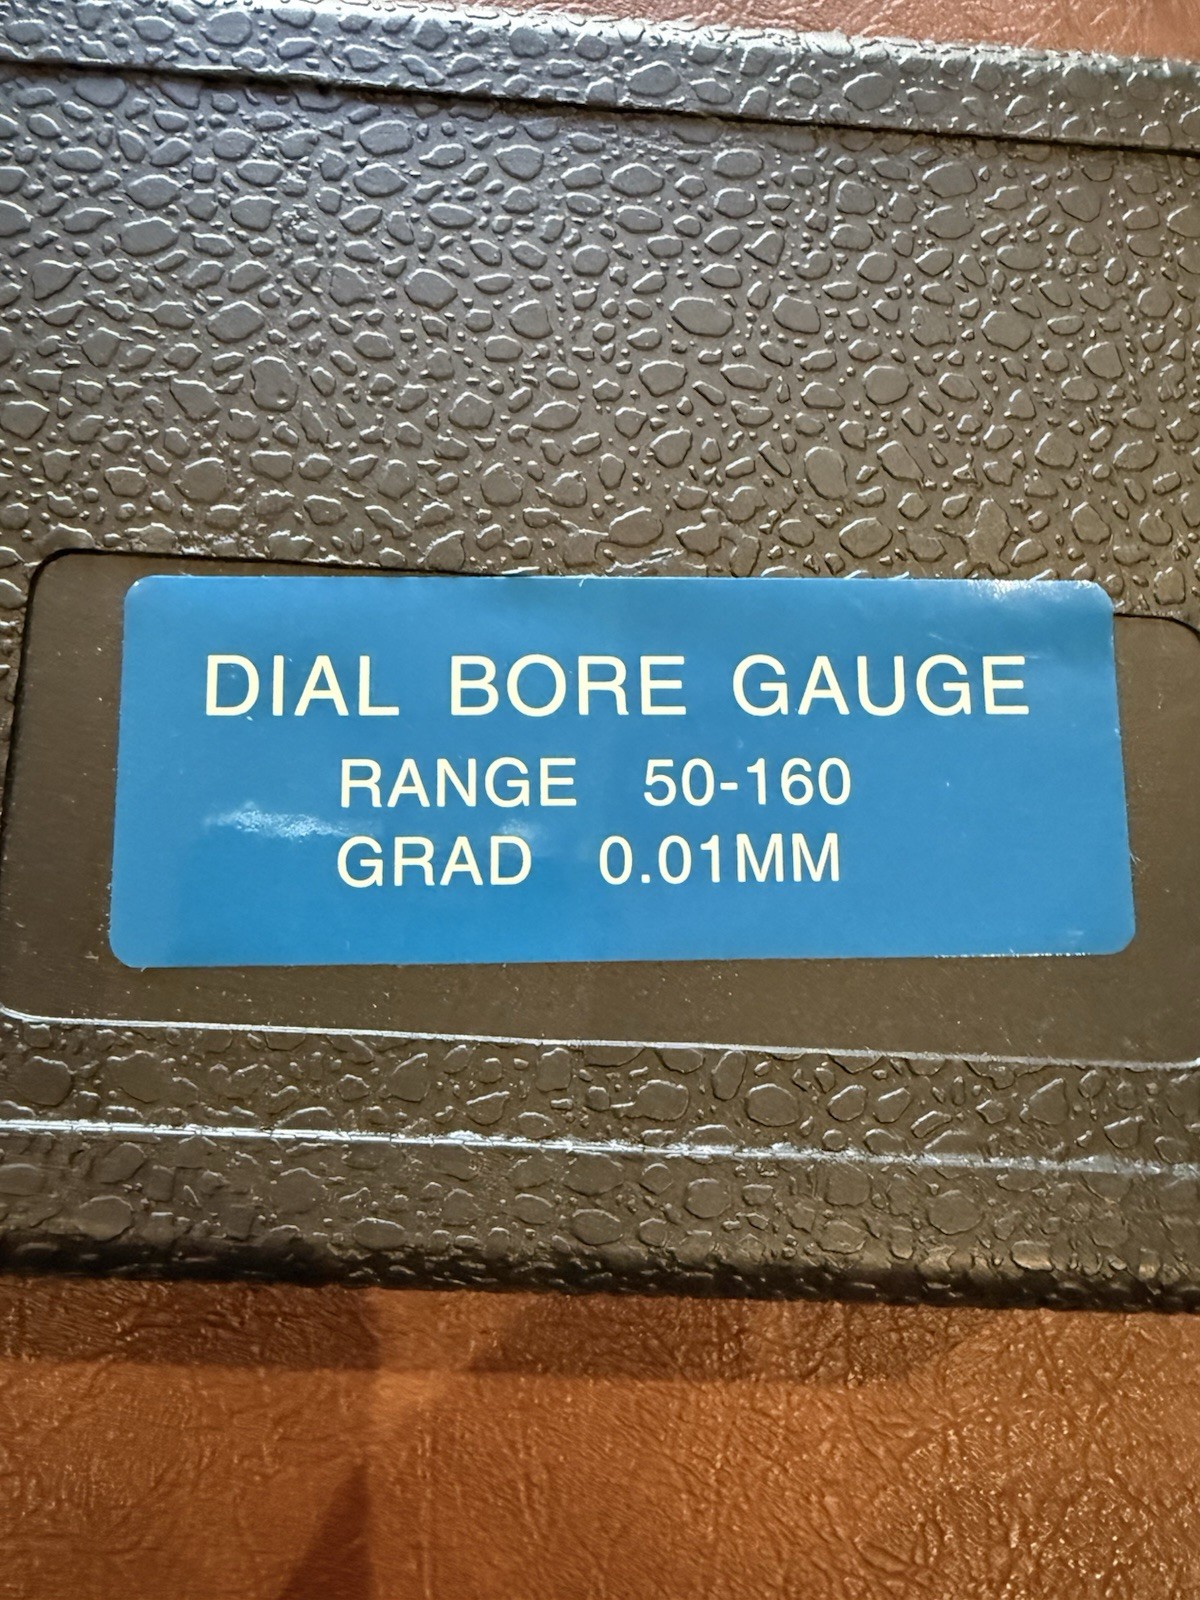 DIAL BORE GAUGE
RANGE 50-160
GRAD 0.01MM